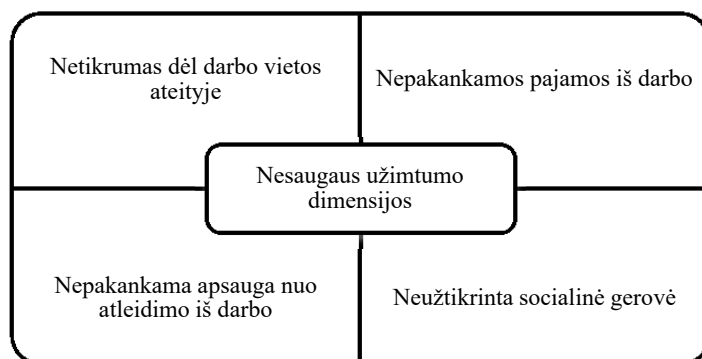 Netikrumas dėl darbo vietos
ateityje
Nepakankamos pajamos iš darbo
Nesaugaus užimtumo
dimensijos
Nepakankama apsauga nuo
atleidimo iš darbo
Neužtikrinta socialinė gerovė